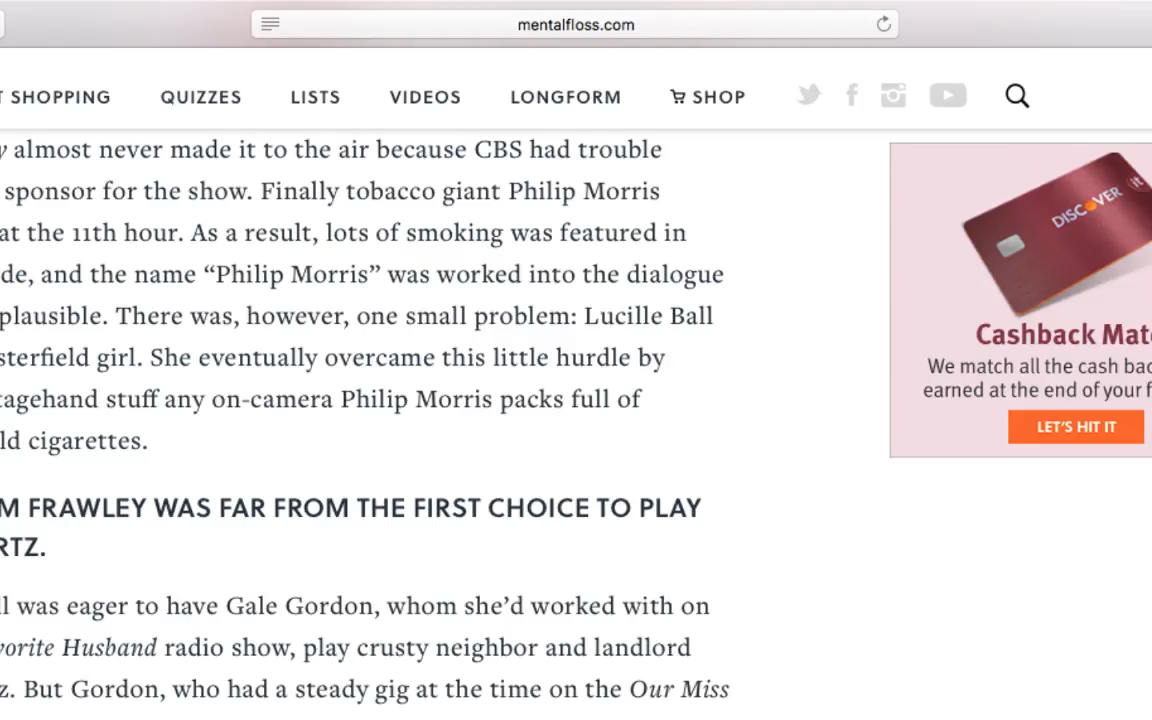 mentalfloss.com
T SHOPPING QUIZZES LISTS VIDEOS LONGFORM SHOP
y almost never made it to the air because CBS had trouble
sponsor for the show. Finally tobacco giant Philip Morris
at the 11th hour. As a result, lots of smoking was featured in
de, and the name “Philip Morris” was worked into the dialogue
plausible. There was, however, one small problem: Lucille Ball
sterfield girl. She eventually overcame this little hurdle by
tagehand stuff any on-camera Philip Morris packs full of
ld cigarettes.
M FRAWLEY WAS FAR FROM THE FIRST CHOICE TO PLAY
RTZ.
ll was eager to have Gale Gordon, whom she’d worked with on
vorite Husband radio show, play crusty neighbor and landlord
z. But Gordon, who had a steady gig at the time on the Our Miss
DISCOVER it
Cashback Mat
We match all the cash bac
earned at the end of your f
LET'S HIT IT